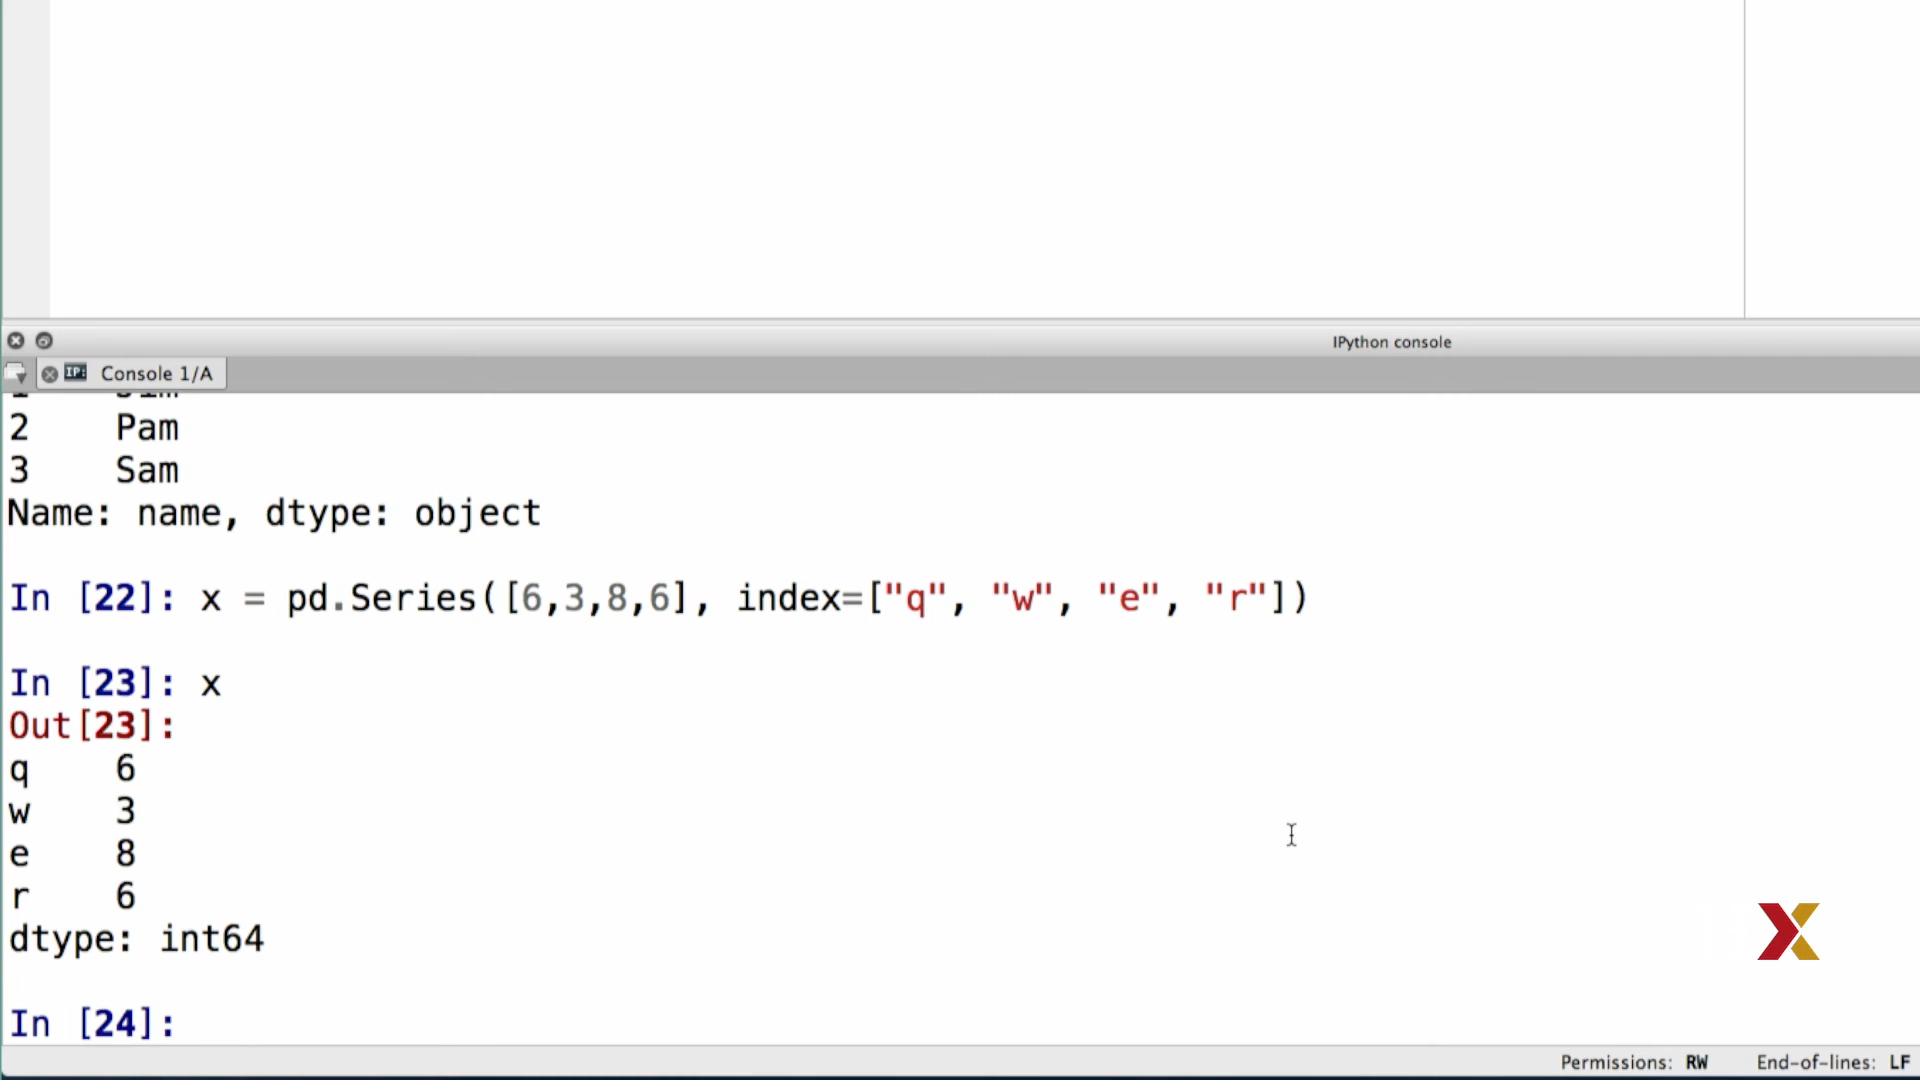 IPython console
IP: Console 1/A
2    Pam
3    Sam
Name: name, dtype: object
In [22]: x = pd.Series([6,3,8,6], index=["q", "w", "e", "r"])
In [23]: x
Out[23]:
q    6
w    3
e    8
r    6
dtype: int64
In [24]:
Permissions: RW    End-of-lines: LF